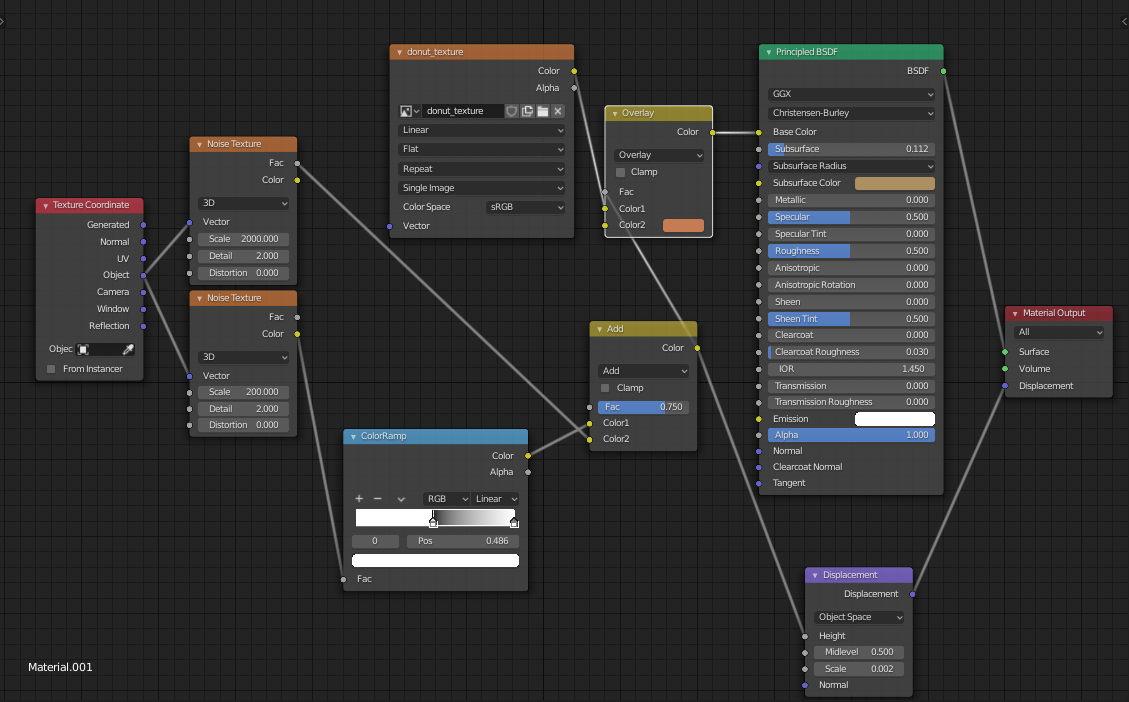 Texture Coordinate
Generated
Normal
UV
Object
Camera
Window
Reflection
Objec
From Instancer
Noise Texture
Fac
Color
3D
Vector
Scale 2000.000
Detail 2.000
Distortion 0.000
Noise Texture
Fac
Color
3D
Vector
Scale 200.000
Detail 2.000
Distortion 0.000
ColorRamp
Color
Alpha
RGB Linear
0 Pos 0.486
Fac
donut_texture
Color
Alpha
donut_texture
Linear
Flat
Repeat
Single Image
Color Space sRGB
Vector
Overlay
Color
Overlay
Clamp
Fac
Color1
Color2
Add
Color
Add
Clamp
Fac 0.750
Color1
Color2
Principled BSDF
BSDF
GGX
Christensen-Burley
Base Color
Subsurface 0.112
Subsurface Radius
Subsurface Color
Metallic 0.000
Specular 0.500
Specular Tint 0.000
Roughness 0.500
Anisotropic 0.000
Anisotropic Rotation 0.000
Sheen 0.000
Sheen Tint 0.500
Clearcoat 0.000
Clearcoat Roughness 0.030
IOR 1.450
Transmission 0.000
Transmission Roughness 0.000
Emission
Alpha 1.000
Normal
Clearcoat Normal
Tangent
Displacement
Displacement
Object Space
Height
Midlevel 0.500
Scale 0.002
Normal
Material Output
All
Surface
Volume
Displacement
Material.001